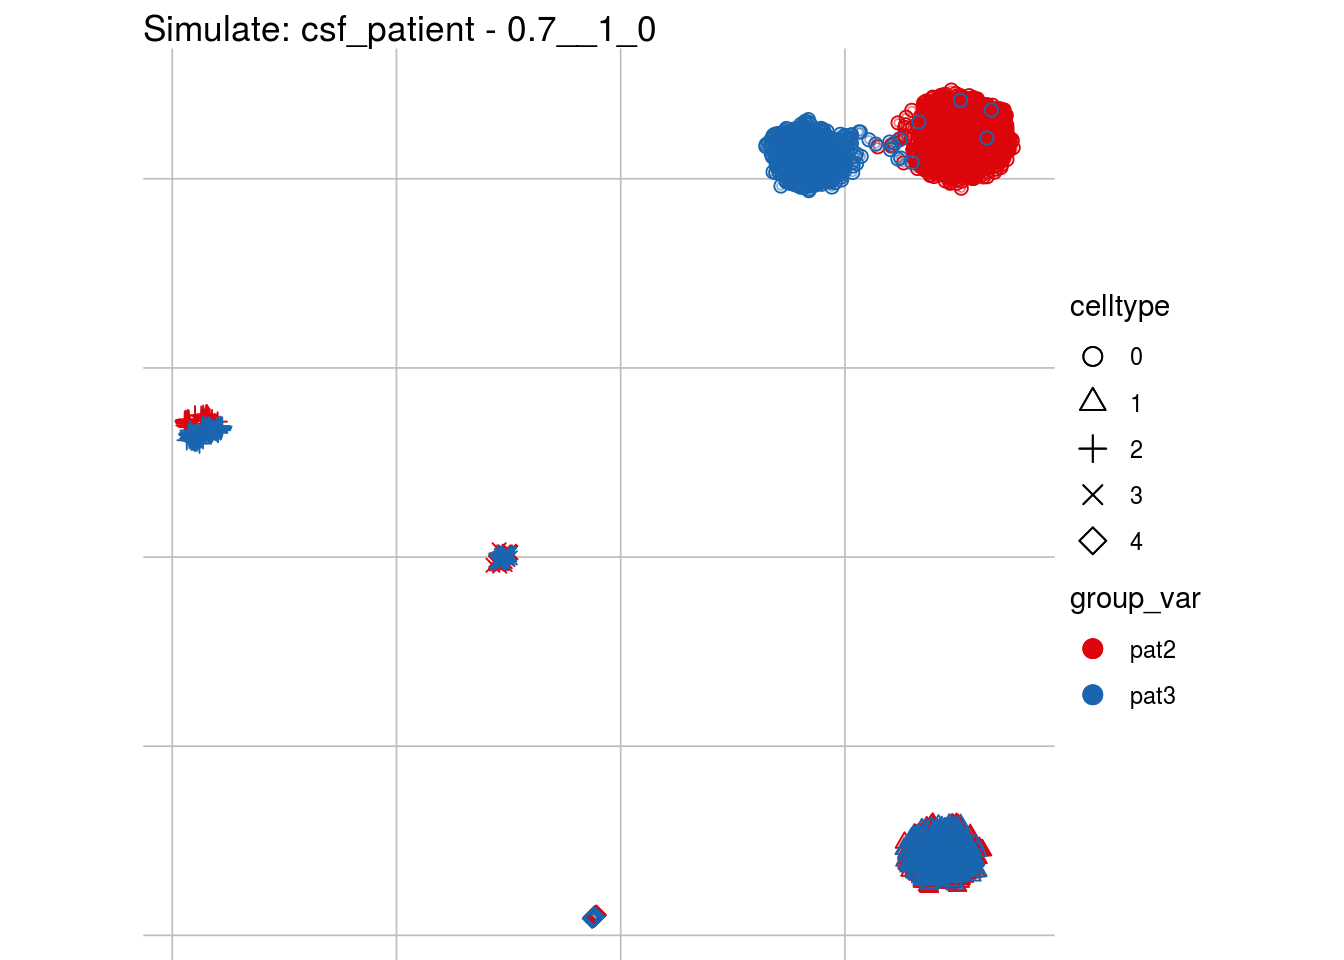 Simulate: csf_patient - 0.7__1_0
celltype
0
1
2
3
4
group_var
pat2
pat3